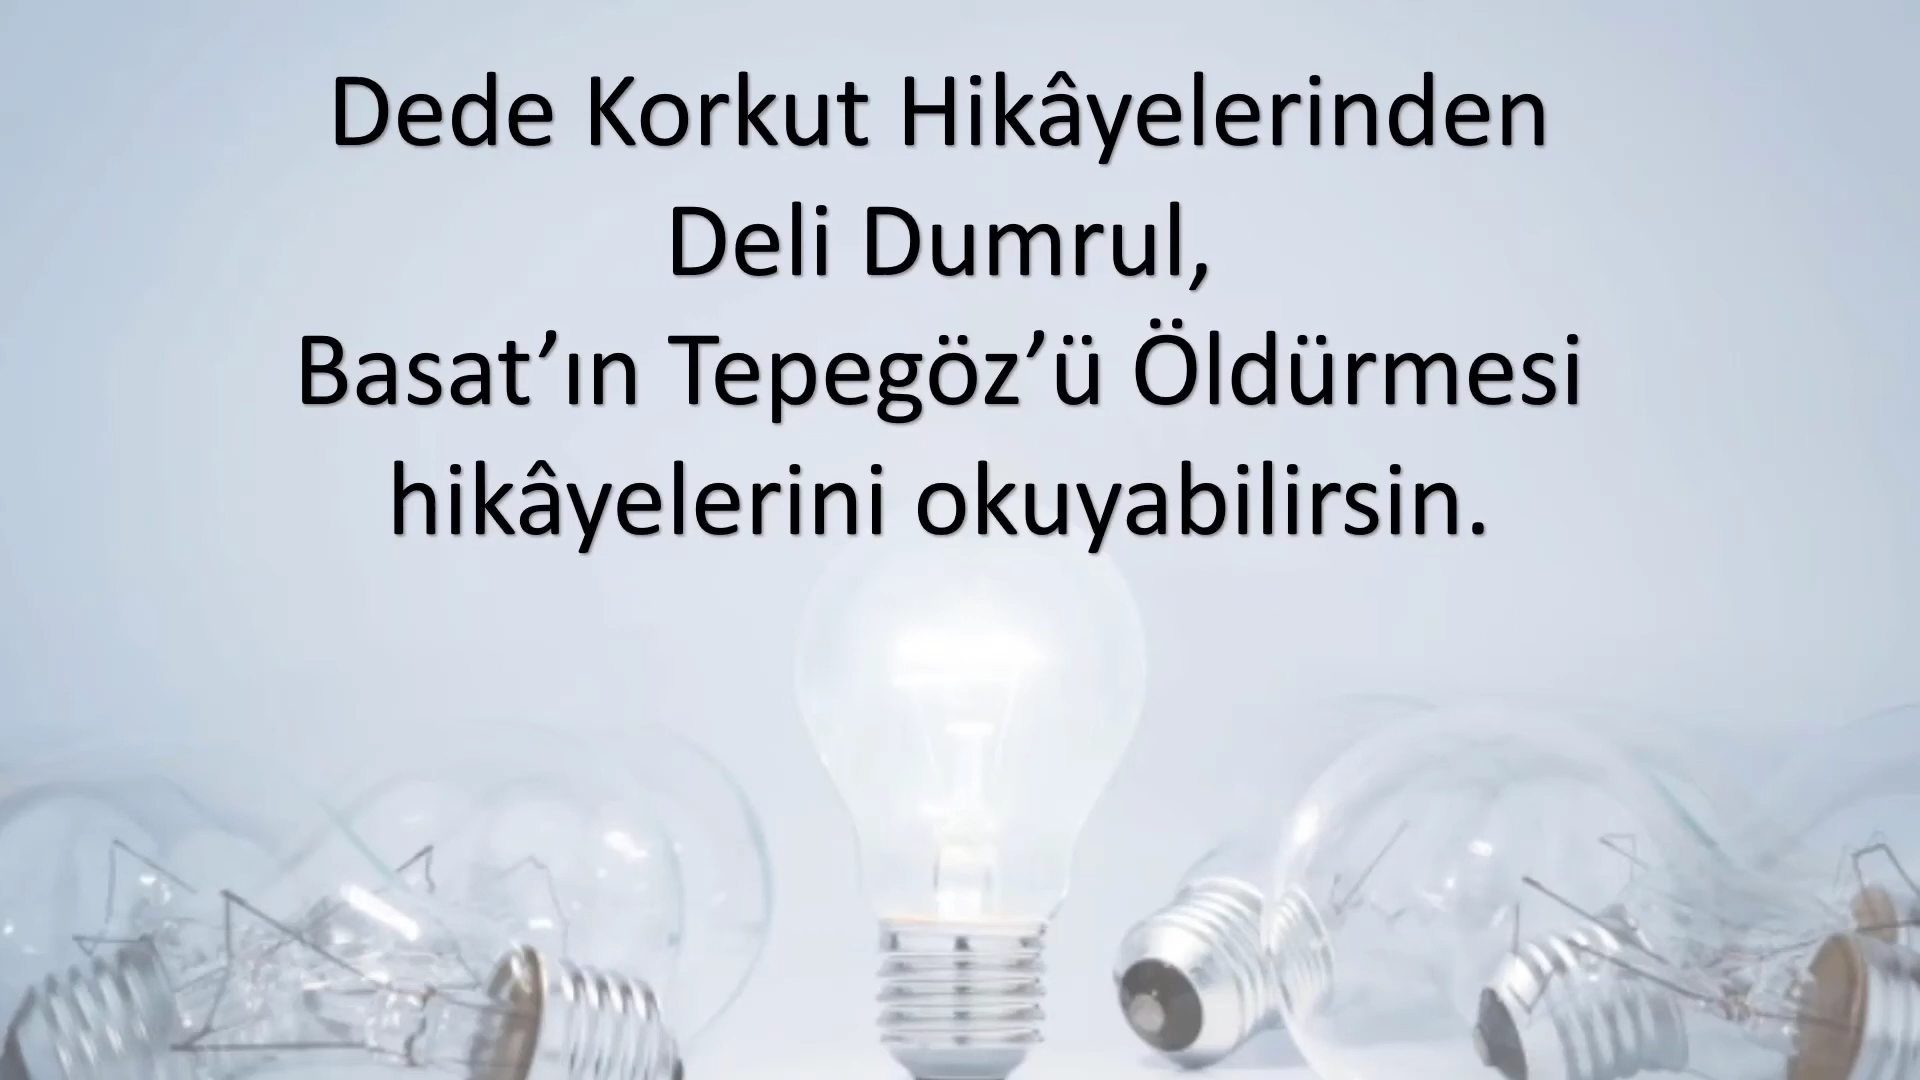 Dede Korkut Hikâyelerinden
Deli Dumrul,
Basat’ın Tepegöz’ü Öldürmesi
hikâyelerini okuyabilirsin.